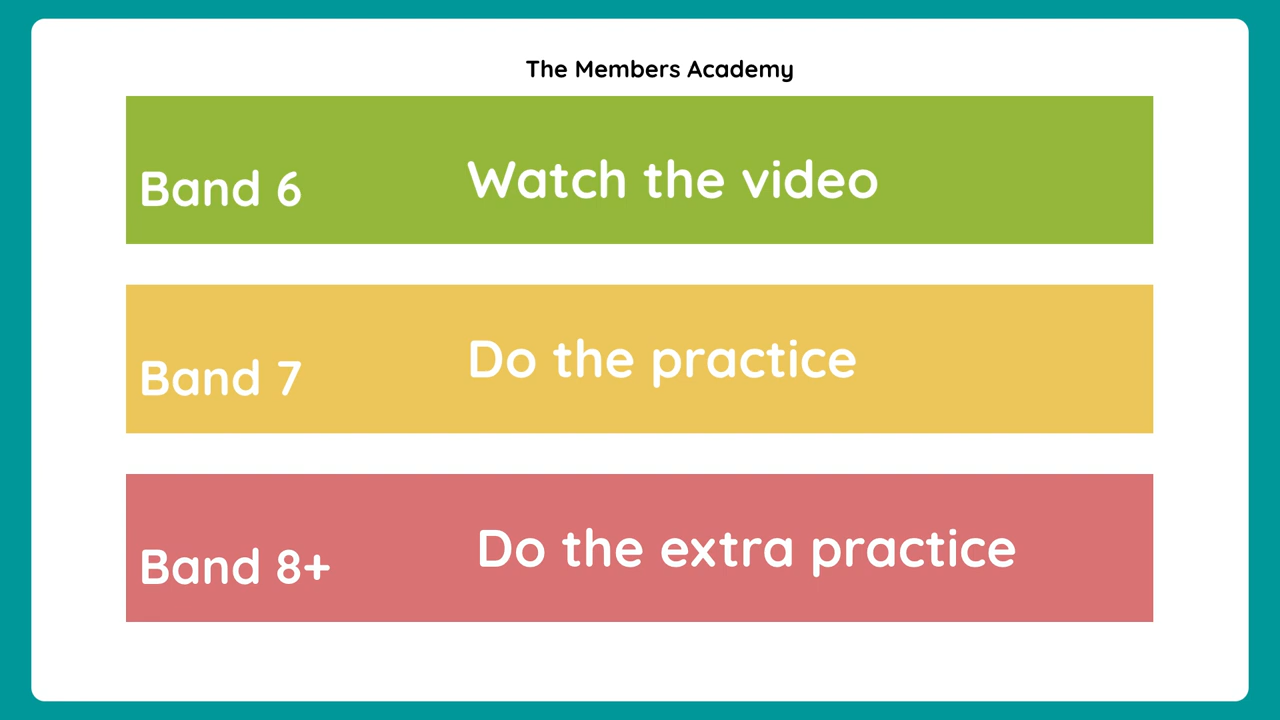 The Members Academy
Band 6 Watch the video
Band 7 Do the practice
Band 8+ Do the extra practice